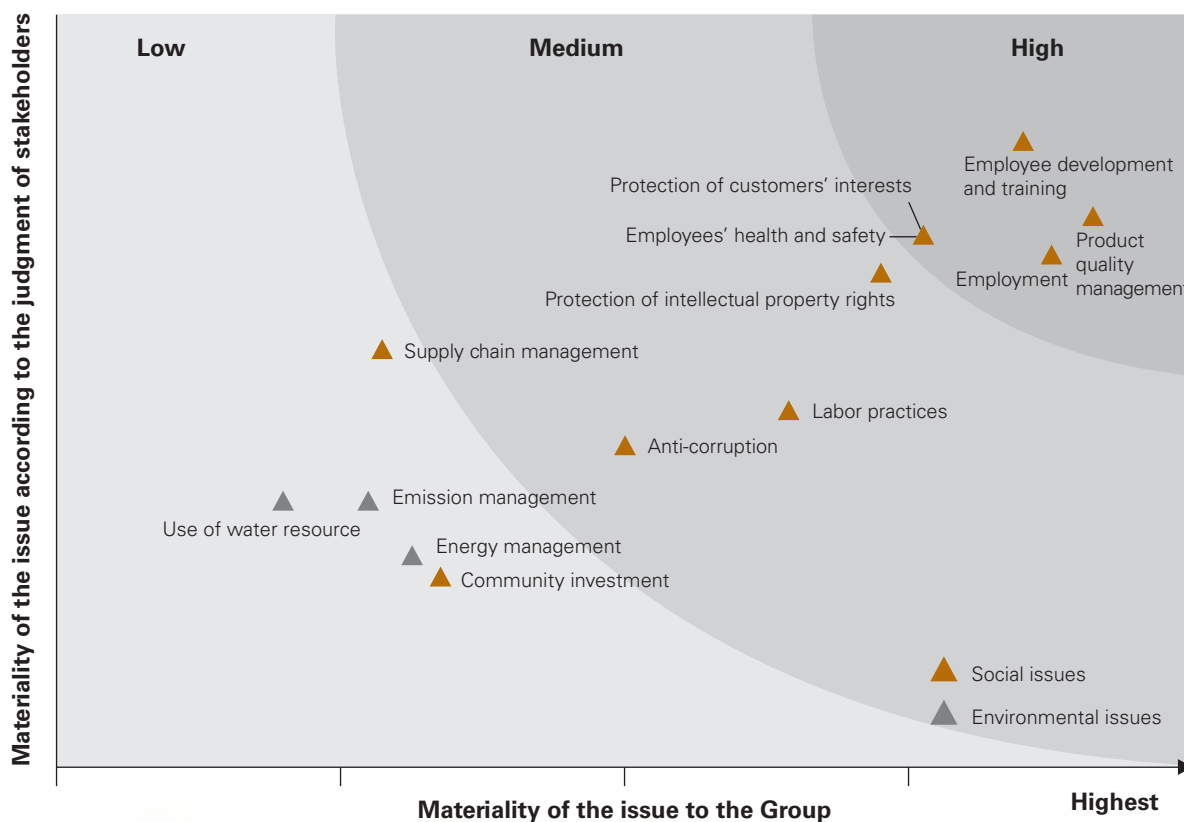 Materiality of the issue according to the judgment of stakeholders
Low
Medium
High
Employee development
and training
Protection of customers’ interests
Employees’ health and safety
Product
quality
management
Employment
Protection of intellectual property rights
Supply chain management
Labor practices
Anti-corruption
Emission management
Use of water resource
Energy management
Community investment
Social issues
Environmental issues
Materiality of the issue to the Group
Highest